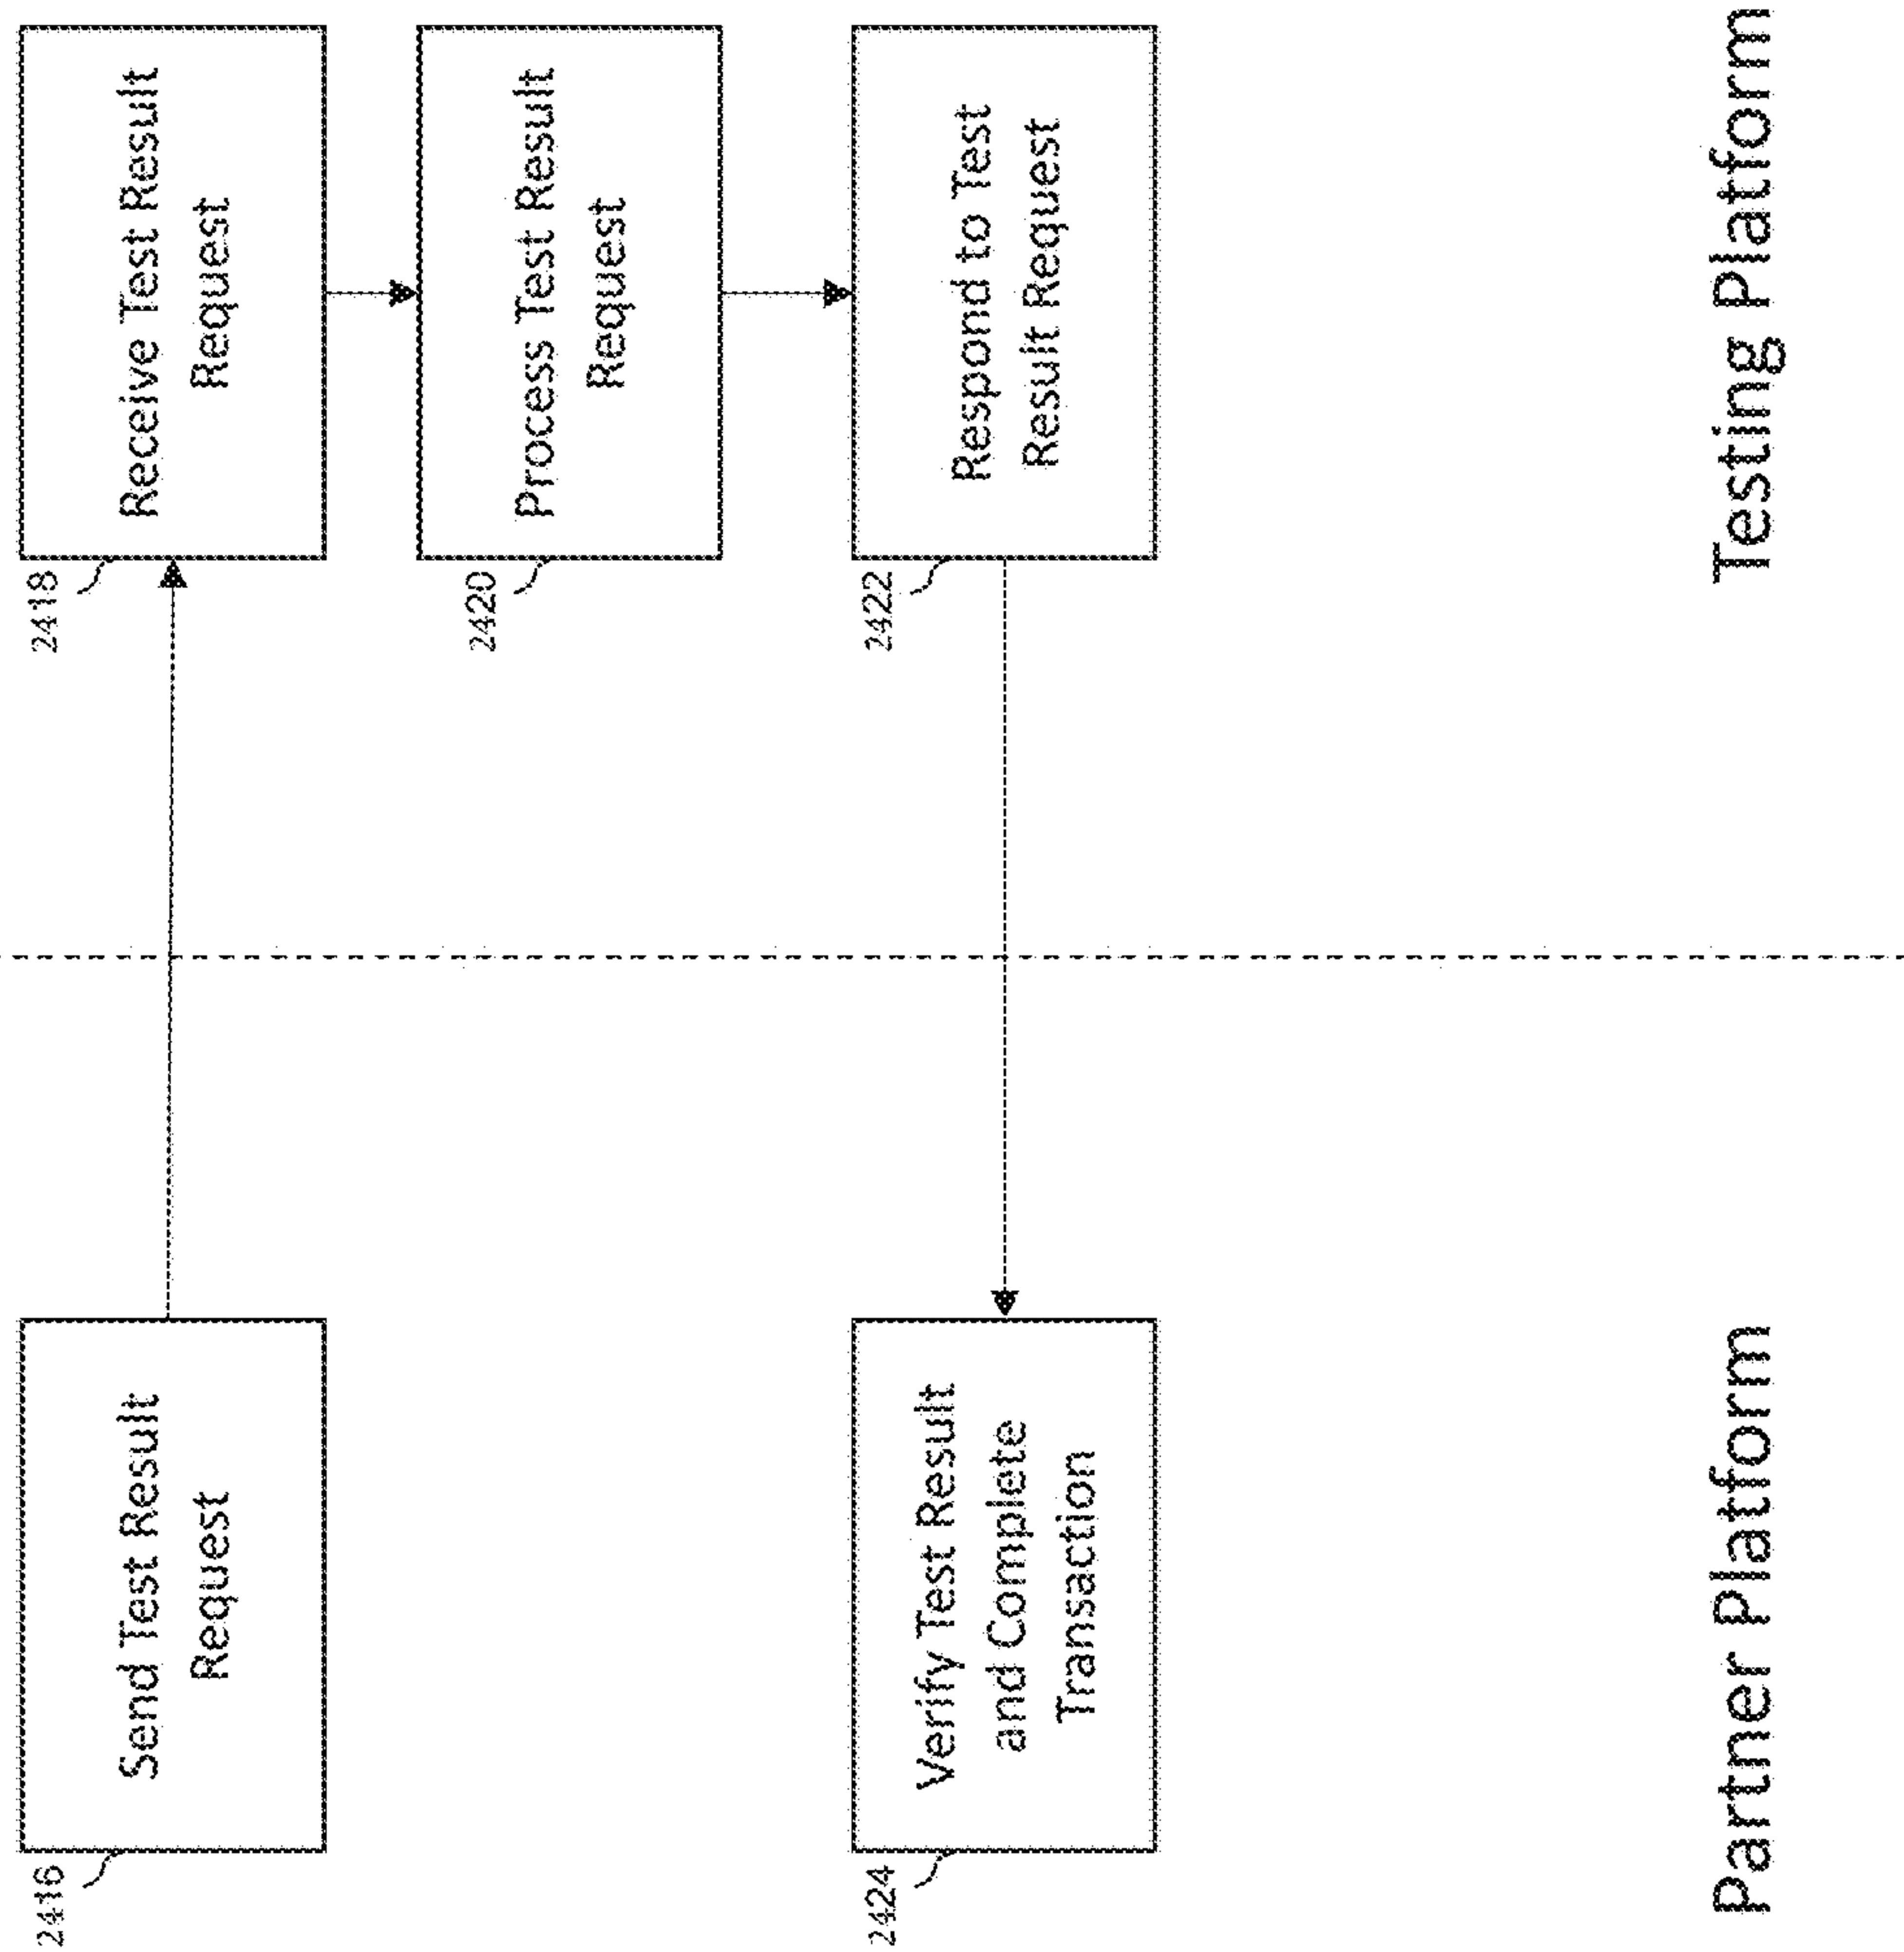 2416
Send Test Result
Request
2418
Receive Test Result
Request
2420
Process Test Result
Request
2422
Respond to Test
Result Request
2424
Verify Test Result
and Complete
Transaction
Partner Platform
Testing Platform